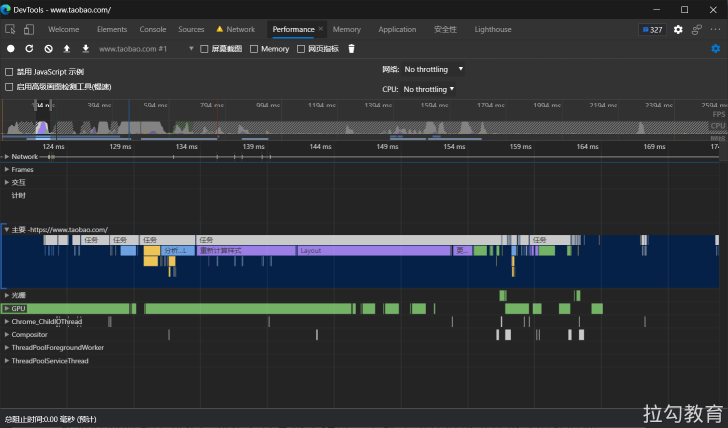 DevTools - www.taobao.com/
Welcome Elements Console Sources Network Performance Memory Application 安全性 Lighthouse 327
www.taobao.com #1 屏幕截图 Memory 网页指标
禁用 JavaScript 示例 网络: No throttling
启用高级画图检测工具(慢速) CPU: No throttling
394 ms 594 ms 794 ms 994 ms 1194 ms 1394 ms 1594 ms 1794 ms 1994 ms 2194 ms 2394 ms 2594 ms
FPS
CPU
124 ms 129 ms 134 ms 139 ms 144 ms 149 ms 154 ms 159 ms 164 ms 169 ms
Network
Frames
交互
计时
主要 -https://www.taobao.com/
任务 任务 任务 任务 任务
分析...L 重新计算样式 Layout 更...
光栅
GPU
Chrome_ChildIOThread
Compositor
ThreadPoolForegroundWorker
ThreadPoolServiceThread
总阻止时间:0.00 毫秒 (预计)
拉勾教育